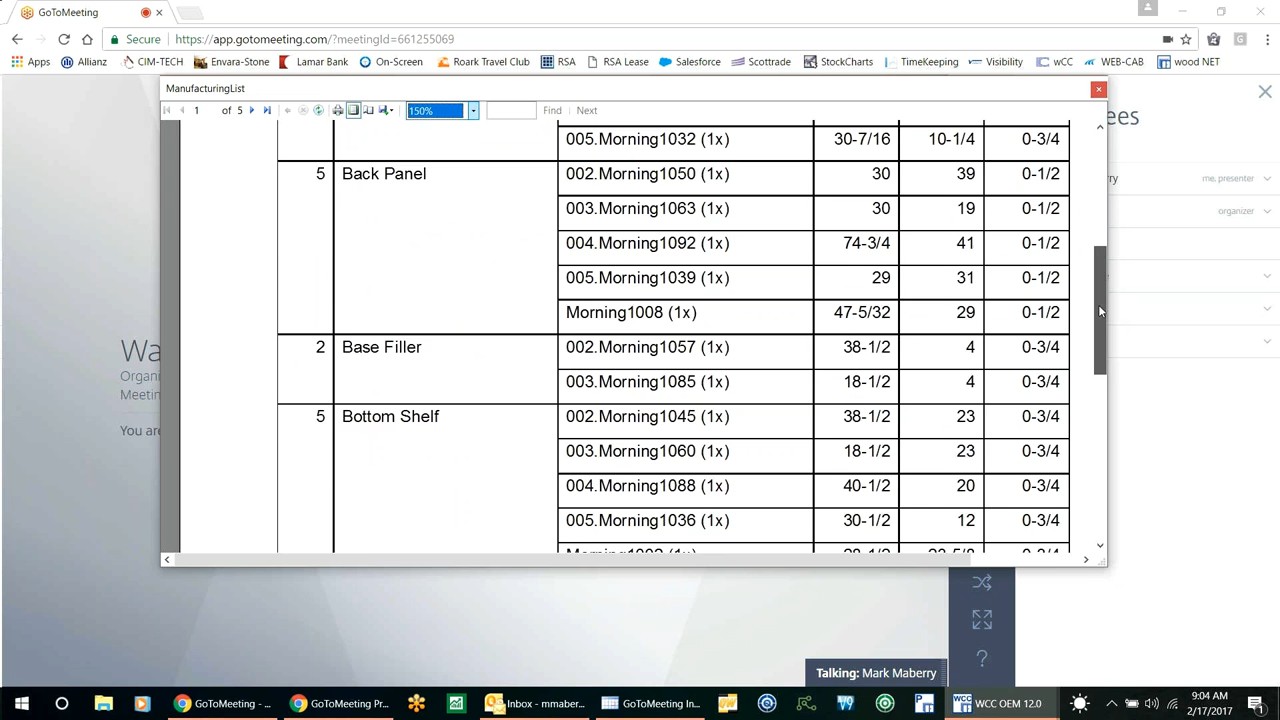 GoToMeeting
Secure https://app.gotomeeting.com/?meetingId=661255069
Apps Allianz CIM-TECH Envara-Stone Lamar Bank On-Screen Roark Travel Club RSA RSA Lease Salesforce Scottrade StockCharts TimeKeeping Visibility wCC WEB-CAB wood NET
ManufacturingList
1 of 5 150% Find Next
005.Morning1032 (1x) 30-7/16 10-1/4 0-3/4
5 Back Panel 002.Morning1050 (1x) 30 39 0-1/2
003.Morning1063 (1x) 30 19 0-1/2
004.Morning1092 (1x) 74-3/4 41 0-1/2
005.Morning1039 (1x) 29 31 0-1/2
Morning1008 (1x) 47-5/32 29 0-1/2
2 Base Filler 002.Morning1057 (1x) 38-1/2 4 0-3/4
003.Morning1085 (1x) 18-1/2 4 0-3/4
5 Bottom Shelf 002.Morning1045 (1x) 38-1/2 23 0-3/4
003.Morning1060 (1x) 18-1/2 23 0-3/4
004.Morning1088 (1x) 40-1/2 20 0-3/4
005.Morning1036 (1x) 30-1/2 12 0-3/4
ees
rry me, presenter
organizer
Wa
Organi
Meetin
You are
?
Talking: Mark Maberry
GoToMeeting - ... GoToMeeting Pr... Inbox - mmaber... GoToMeeting In... WCC OEM 12.0
9:04 AM
2/17/2017